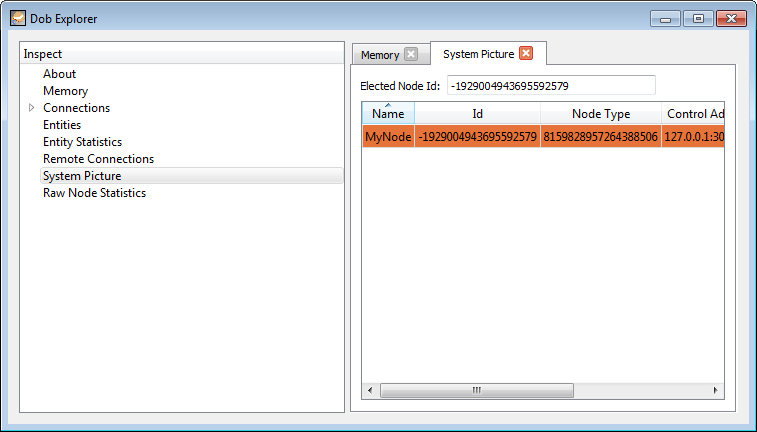 Dob Explorer
Inspect
About
Memory
Connections
Entities
Entity Statistics
Remote Connections
System Picture
Raw Node Statistics
Memory System Picture
Elected Node Id: -1929004943695592579
Name Id Node Type Control Ad
MyNode -1929004943695592579 8159828957264388506 127.0.0.1:30